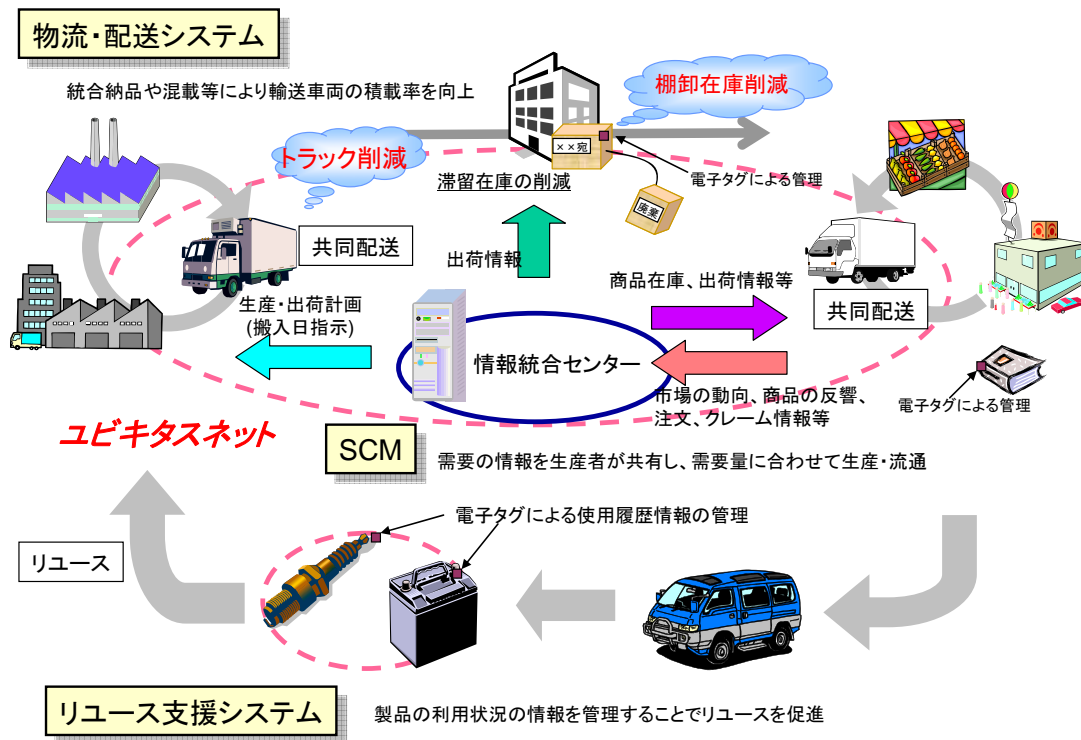 物流・配送システム
統合納品や混載等により輸送車両の積載率を向上
棚卸在庫削減
トラック削減
××宛
滞留在庫の削減
電子タグによる管理
廃棄
共同配送
出荷情報
商品在庫、出荷情報等
共同配送
生産・出荷計画
(搬入日指示)
情報統合センター
市場の動向、商品の反響、
注文、クレーム情報等
電子タグによる管理
ユビキタスネット
SCM
需要の情報を生産者が共有し、需要量に合わせて生産・流通
電子タグによる使用履歴情報の管理
リユース
リユース支援システム
製品の利用状況の情報を管理することでリユースを促進